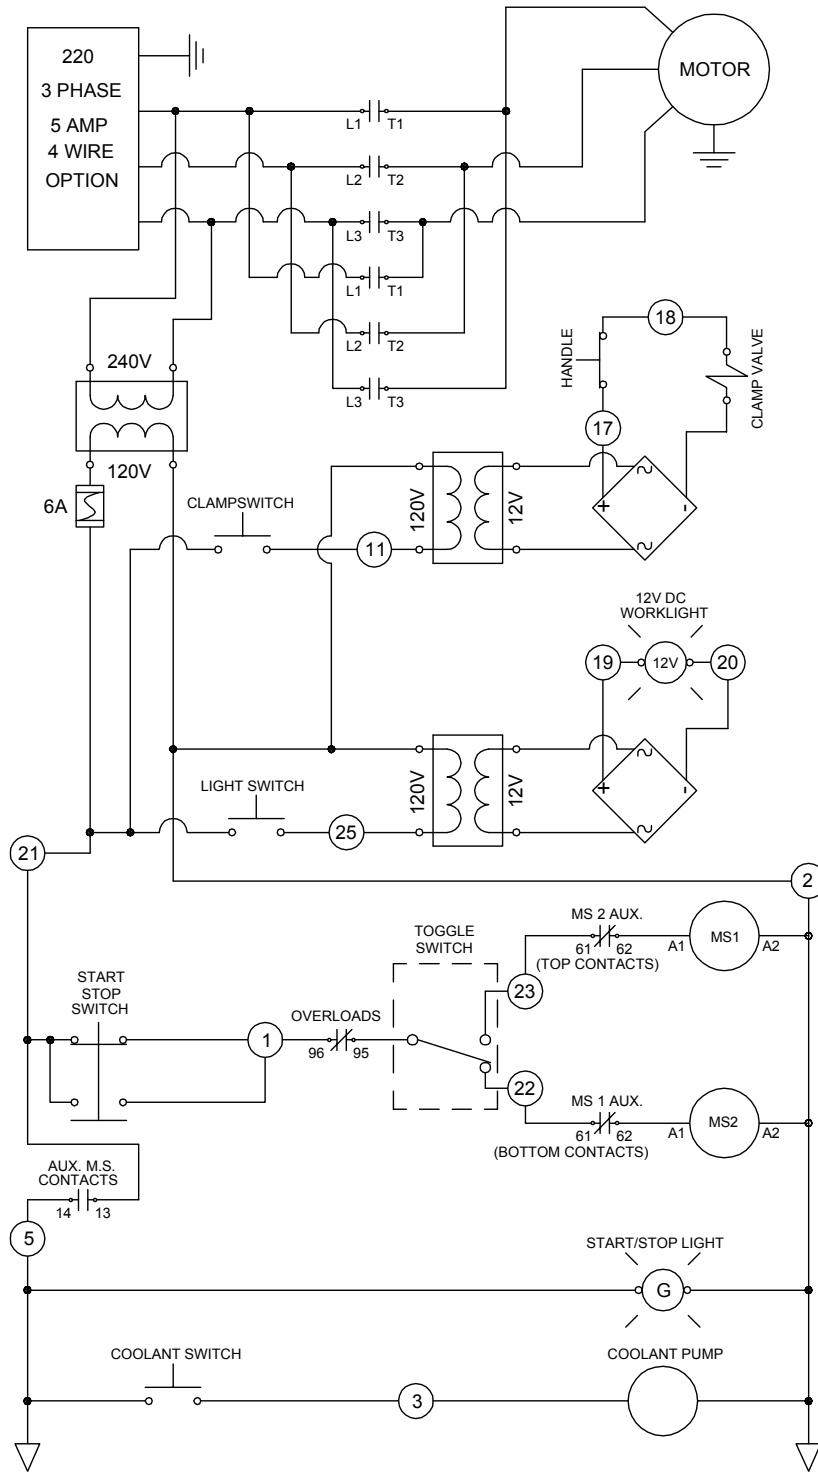 220
3 PHASE
5 AMP
4 WIRE
OPTION
MOTOR
L1 T1
L2 T2
L3 T3
L1 T1
L2 T2
L3 T3
240V
120V
6A
HANDLE
18
CLAMP VALVE
17
CLAMPSWITCH
11
120V
12V
+
-
12V DC
WORKLIGHT
19
12V
20
LIGHT SWITCH
25
120V
12V
+
-
21
2
TOGGLE
SWITCH
MS 2 AUX.
61 62
(TOP CONTACTS)
A1
MS1
A2
23
START
STOP
SWITCH
1
OVERLOADS
96 95
22
MS 1 AUX.
61 62
(BOTTOM CONTACTS)
A1
MS2
A2
AUX. M.S.
CONTACTS
14 13
5
START/STOP LIGHT
G
COOLANT SWITCH
3
COOLANT PUMP